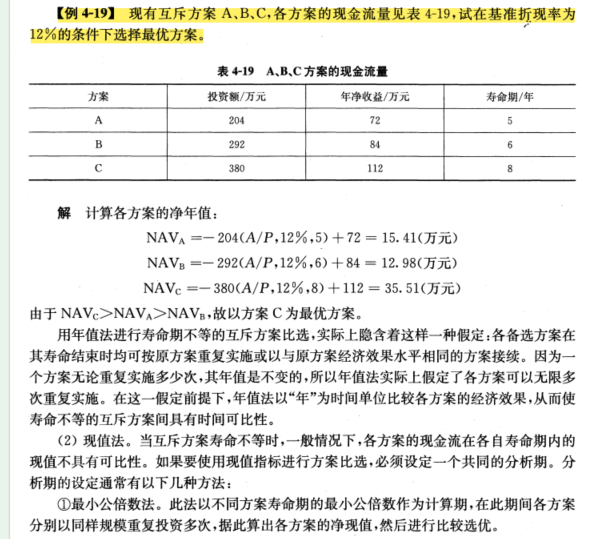 【例 4-19】 现有互斥方案 A、B、C,各方案的现金流量见表 4-19,试在基准折现率为
12%的条件下选择最优方案。
表 4-19 A、B、C方案的现金流量
方案 投资额/万元 年净收益/万元 寿命期/年
A 204 72 5
B 292 84 6
C 380 112 8
解 计算各方案的净年值:
NAV_A =-204(A/P,12%,5)+72 = 15.41(万元)
NAV_B =-292(A/P,12%,6)+84 = 12.98(万元)
NAV_C =-380(A/P,12%,8)+112 = 35.51(万元)
由于 NAV_C>NAV_A>NAV_B,故以方案 C 为最优方案。
用年值法进行寿命期不等的互斥方案比选,实际上隐含着这样一种假定:各备选方案在
其寿命结束时均可按原方案重复实施或以与原方案经济效果水平相同的方案接续。因为一
个方案无论重复实施多少次,其年值是不变的,所以年值法实际上假定了各方案可以无限多
次重复实施。在这一假定前提下,年值法以“年”为时间单位比较各方案的经济效果,从而使
寿命不等的互斥方案间具有时间可比性。
(2) 现值法。当互斥方案寿命不等时,一般情况下,各方案的现金流在各自寿命期内的
现值不具有可比性。如果要使用现值指标进行方案比选,必须设定一个共同的分析期。分
析期的设定通常有以下几种方法:
①最小公倍数法。此法以不同方案寿命期的最小公倍数作为计算期,在此期间各方案
分别以同样规模重复投资多次,据此算出各方案的净现值,然后进行比较选优。